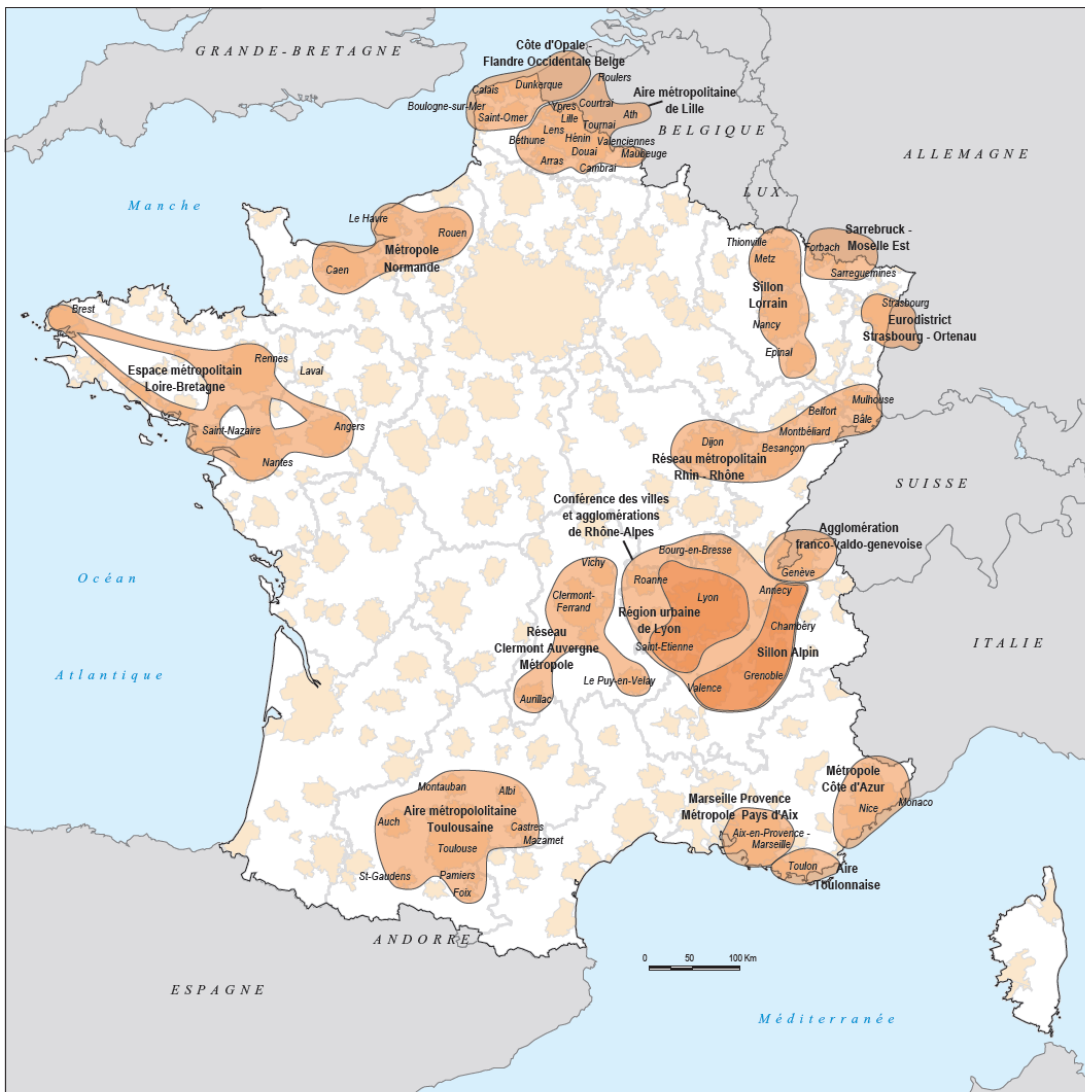 GRANDE-BRETAGNE
Côte d'Opale -
Flandre Occidentale Belge
Calais
Dunkerque
Roulers
Boulogne-sur-Mer
Saint-Omer
Ypres
Courtrai
Aire métropolitaine
de Lille
Lille
Tournai
Ath
Lens
Hénin
Béthune
Valenciennes
Douai
Maubeuge
Arras
Cambrai
BELGIQUE
ALLEMAGNE
LUX
Manche
Le Havre
Rouen
Métropole
Normande
Caen
Thionville
Metz
Sillon
Lorrain
Nancy
Epinal
Forbach
Sarrebruck -
Moselle Est
Sarreguemines
Strasbourg
Eurodistrict
Strasbourg - Ortenau
Brest
Rennes
Laval
Espace métropolitain
Loire-Bretagne
Saint-Nazaire
Angers
Nantes
Mulhouse
Belfort
Bâle
Montbéliard
Dijon
Besançon
Réseau métropolitain
Rhin - Rhône
SUISSE
Conférence des villes
et agglomérations
de Rhône-Alpes
Agglomération
franco-valdo-genevoise
Genève
Bourg-en-Bresse
Roanne
Lyon
Annecy
Région urbaine
de Lyon
Chambéry
Saint-Etienne
Sillon Alpin
Grenoble
Valence
Vichy
Clermont-
Ferrand
Réseau
Clermont Auvergne
Métropole
Le Puy-en-Velay
Aurillac
Océan
Atlantique
ITALIE
Montauban
Albi
Aire métropololitaine
Toulousaine
Auch
Castres
Mazamet
Toulouse
St-Gaudens
Pamiers
Foix
Marseille Provence
Métropole Pays d'Aix
Aix-en-Provence -
Marseille
Métropole
Côte d'Azur
Nice
Monaco
Toulon
Aire
Toulonnaise
ANDORRE
ESPAGNE
0 50 100 Km
Méditerranée